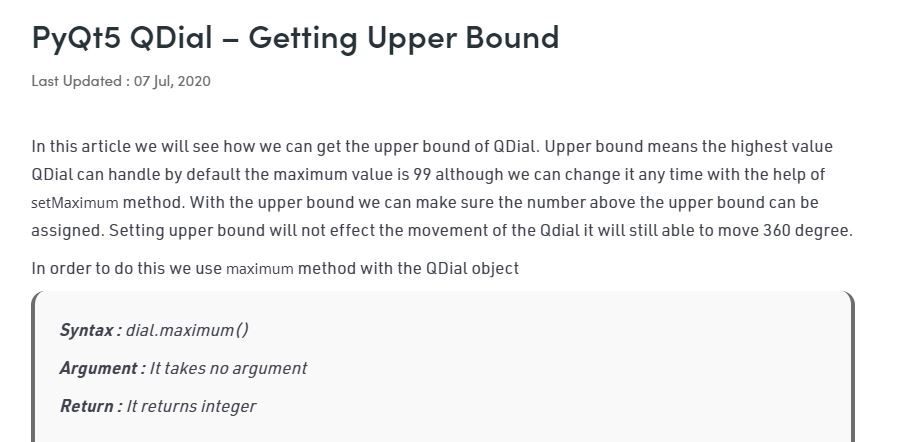 PyQt5 QDial – Getting Upper Bound
Last Updated : 07 Jul, 2020
In this article we will see how we can get the upper bound of QDial. Upper bound means the highest value
QDial can handle by default the maximum value is 99 although we can change it any time with the help of
setMaximum method. With the upper bound we can make sure the number above the upper bound can be
assigned. Setting upper bound will not effect the movement of the Qdial it will still able to move 360 degree.
In order to do this we use maximum method with the QDial object
Syntax : dial.maximum()
Argument : It takes no argument
Return : It returns integer